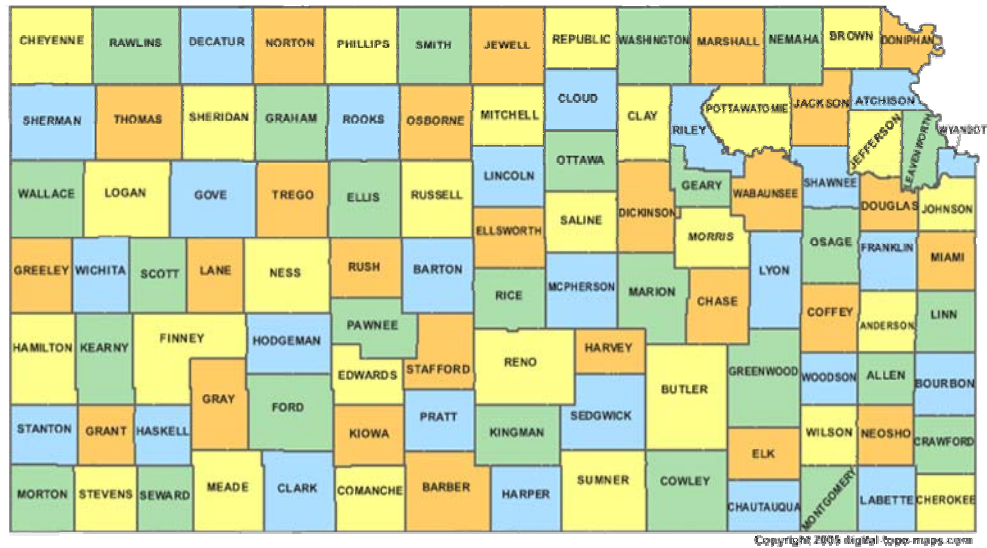 CHEYENNE RAWLINS DECATUR NORTON PHILLIPS SMITH JEWELL REPUBLIC WASHINGTON MARSHALL NEMAHA BROWN DONIPHAN
SHERMAN THOMAS SHERIDAN GRAHAM ROOKS OSBORNE MITCHELL CLOUD CLAY RILEY POTTAWATOMIE JACKSON ATCHISON
JEFFERSON LEAVENWORTH WYANDOT
WALLACE LOGAN GOVE TREGO ELLIS RUSSELL LINCOLN OTTAWA DICKINSON GEARY WABAUNSEE SHAWNEE DOUGLAS JOHNSON
ELLSWORTH SALINE MORRIS
GREELEY WICHITA SCOTT LANE NESS RUSH BARTON RICE MCPHERSON MARION CHASE LYON OSAGE FRANKLIN MIAMI
HAMILTON KEARNY FINNEY HODGEMAN PAWNEE STAFFORD RENO HARVEY COFFEY ANDERSON LINN
EDWARDS BUTLER GREENWOOD WOODSON ALLEN BOURBON
STANTON GRANT HASKELL GRAY FORD KIOWA PRATT KINGMAN SEDGWICK ELK WILSON NEOSHO CRAWFORD
MORTON STEVENS SEWARD MEADE CLARK COMANCHE BARBER HARPER SUMNER COWLEY CHAUTAUQUA MONTGOMERY LABETTE CHEROKEE
Copyright 2005 digital-topo-maps.com